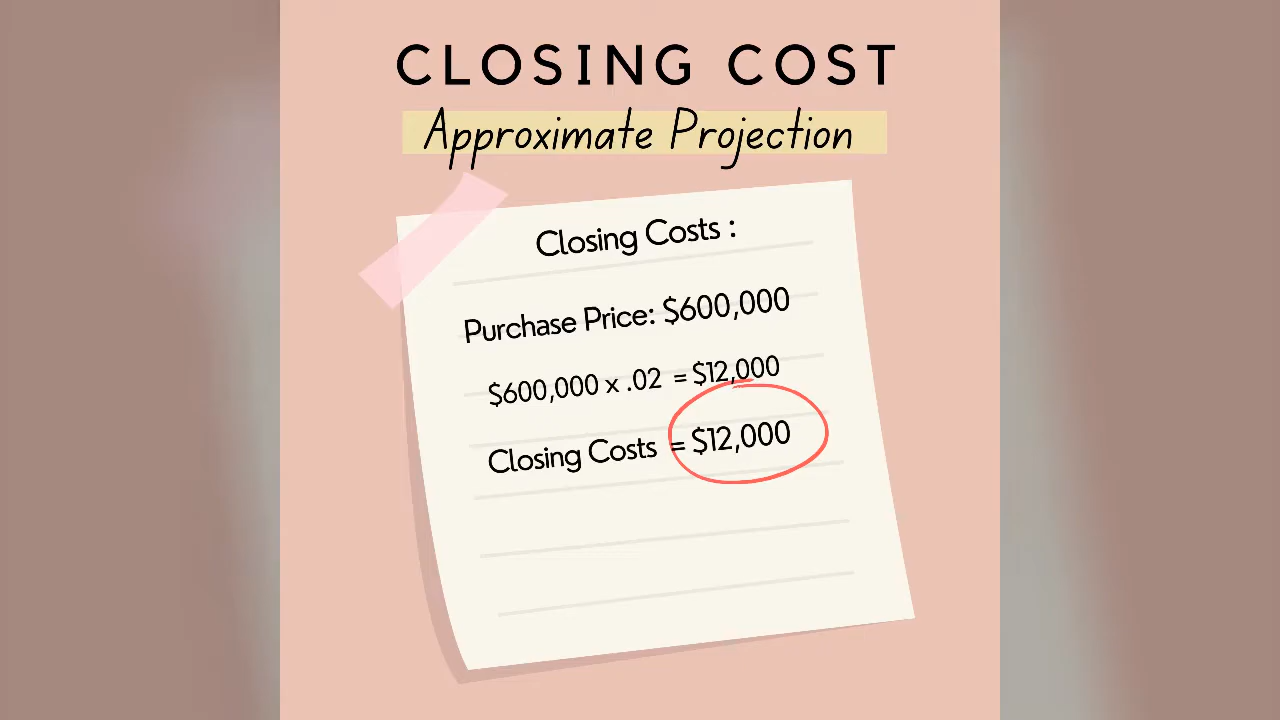 CLOSING COST
Approximate Projection
Closing Costs :
Purchase Price: $600,000
$600,000 x .02 = $12,000
Closing Costs = $12,000